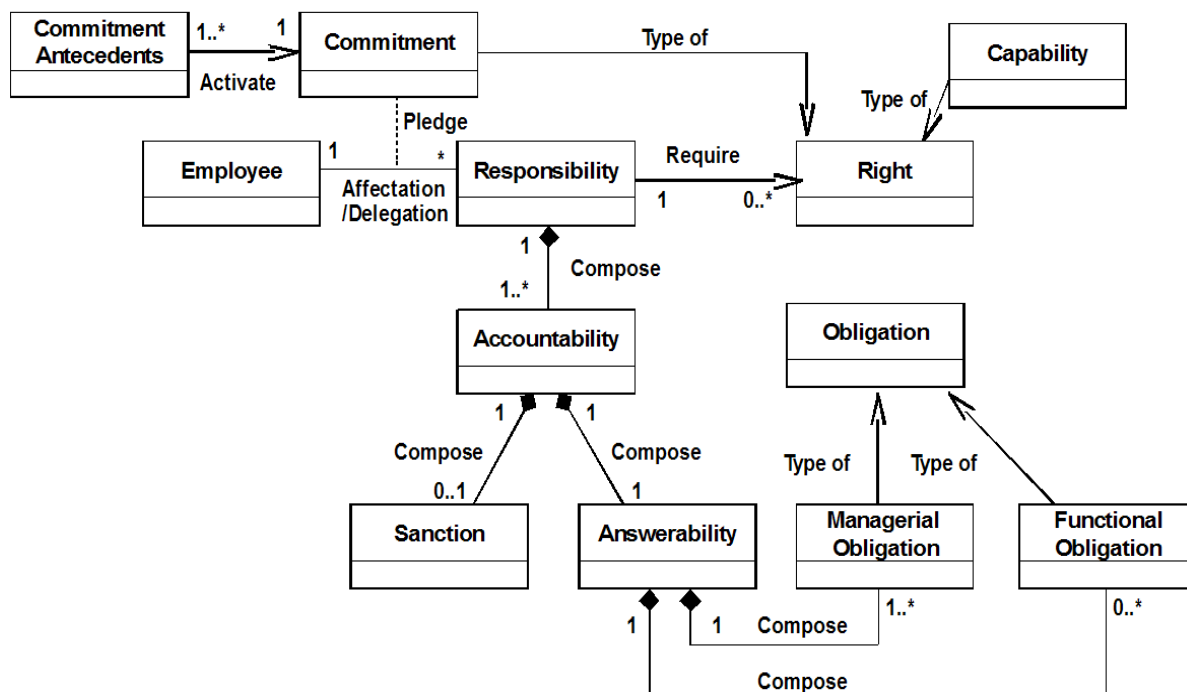 Commitment
Antecedents
1..*
1
Activate
Commitment
Type of
Capability
Type of
Pledge
Employee
1
*
Affectation
/Delegation
Responsibility
Require
1
0..*
Right
1
Compose
1..*
Accountability
Obligation
1
1
Compose
Compose
0..1
1
Type of
Type of
Sanction
Answerability
Managerial
Obligation
Functional
Obligation
1
1
Compose
1..*
0..*
Compose